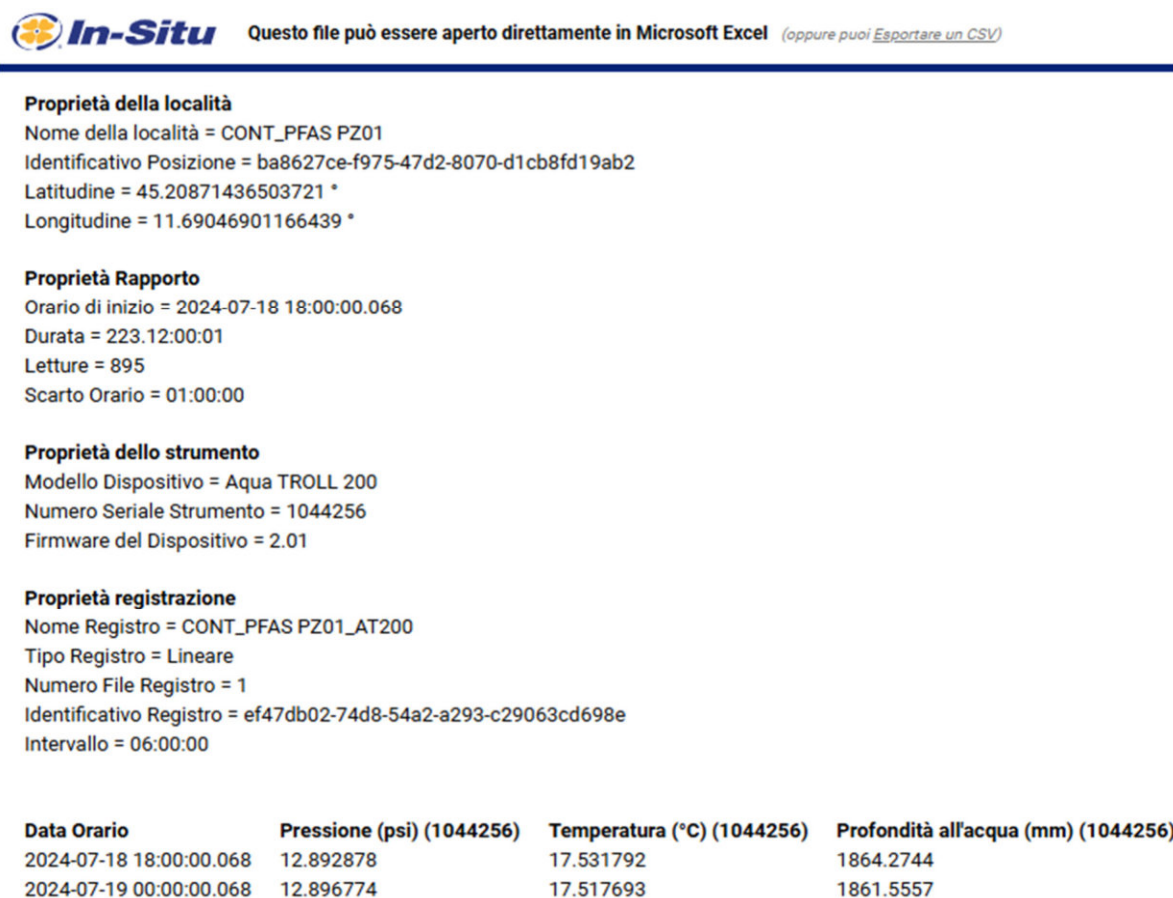 In-Situ Questo file può essere aperto direttamente in Microsoft Excel (oppure puoi Esportare un CSV)
Proprietà della località
Nome della località = CONT_PFAS PZ01
Identificativo Posizione = ba8627ce-f975-47d2-8070-d1cb8fd19ab2
Latitudine = 45.20871436503721 °
Longitudine = 11.69046901166439 °
Proprietà Rapporto
Orario di inizio = 2024-07-18 18:00:00.068
Durata = 223.12:00:01
Letture = 895
Scarto Orario = 01:00:00
Proprietà dello strumento
Modello Dispositivo = Aqua TROLL 200
Numero Seriale Strumento = 1044256
Firmware del Dispositivo = 2.01
Proprietà registrazione
Nome Registro = CONT_PFAS PZ01_AT200
Tipo Registro = Lineare
Numero File Registro = 1
Identificativo Registro = ef47db02-74d8-54a2-a293-c29063cd698e
Intervallo = 06:00:00
Data Orario Pressione (psi) (1044256) Temperatura (°C) (1044256) Profondità all'acqua (mm) (1044256)
2024-07-18 18:00:00.068 12.892878 17.531792 1864.2744
2024-07-19 00:00:00.068 12.896774 17.517693 1861.5557